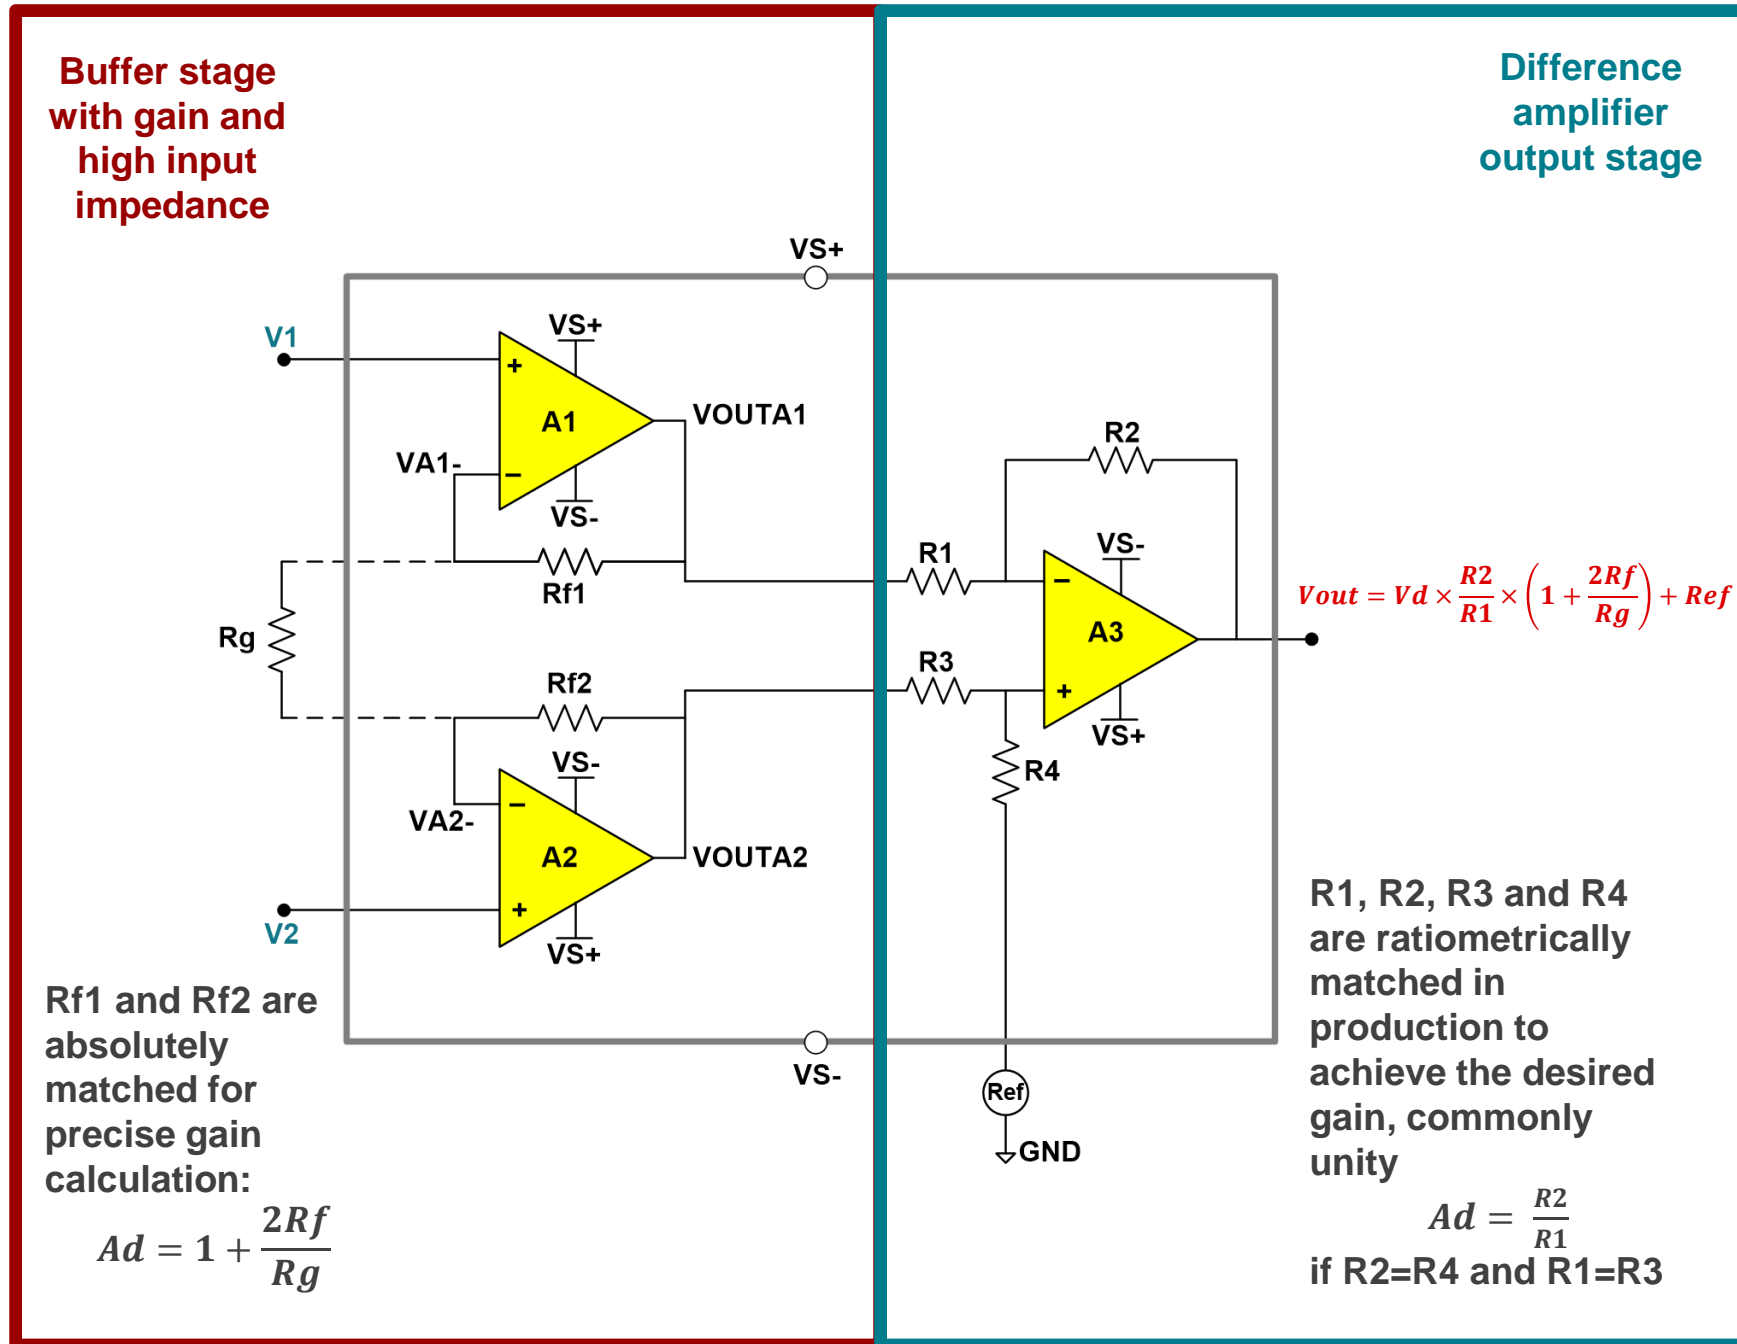 Buffer stage
with gain and
high input
impedance
Difference
amplifier
output stage
VS+
V1
VS+
+
A1
VOUTA1
VA1-
−
VS-
Rf1
Rg
Rf2
VS-
VA2-
−
A2
VOUTA2
+
V2
VS+
VS-
R2
R1
VS-
−
A3
R3
+
VS+
R4
Ref
GND
Vout = Vd × R2/R1 × (1 + 2Rf/Rg) + Ref
Rf1 and Rf2 are
absolutely
matched for
precise gain
calculation:
Ad = 1 + 2Rf/Rg
R1, R2, R3 and R4
are ratiometrically
matched in
production to
achieve the desired
gain, commonly
unity
Ad = R2/R1
if R2=R4 and R1=R3